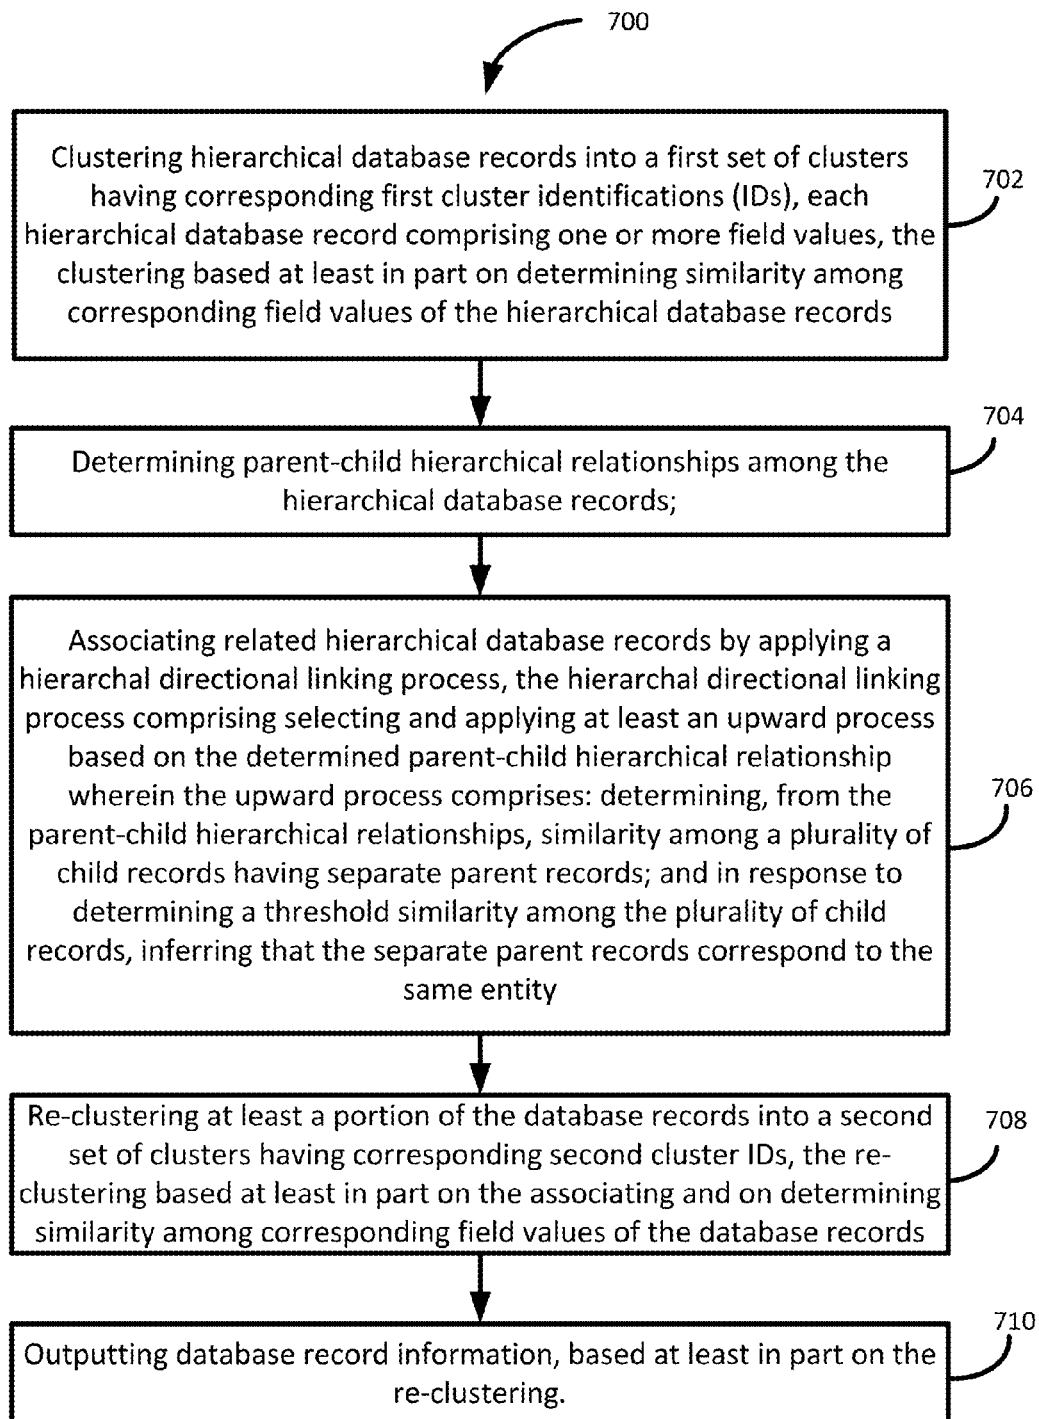 700
Clustering hierarchical database records into a first set of clusters
having corresponding first cluster identifications (IDs), each
hierarchical database record comprising one or more field values, the
clustering based at least in part on determining similarity among
corresponding field values of the hierarchical database records
702
704
Determining parent-child hierarchical relationships among the
hierarchical database records;
Associating related hierarchical database records by applying a
hierarchal directional linking process, the hierarchal directional linking
process comprising selecting and applying at least an upward process
based on the determined parent-child hierarchical relationship
wherein the upward process comprises: determining, from the
parent-child hierarchical relationships, similarity among a plurality of
child records having separate parent records; and in response to
determining a threshold similarity among the plurality of child
records, inferring that the separate parent records correspond to the
same entity
706
Re-clustering at least a portion of the database records into a second
set of clusters having corresponding second cluster IDs, the re-
clustering based at least in part on the associating and on determining
similarity among corresponding field values of the database records
708
710
Outputting database record information, based at least in part on the
re-clustering.